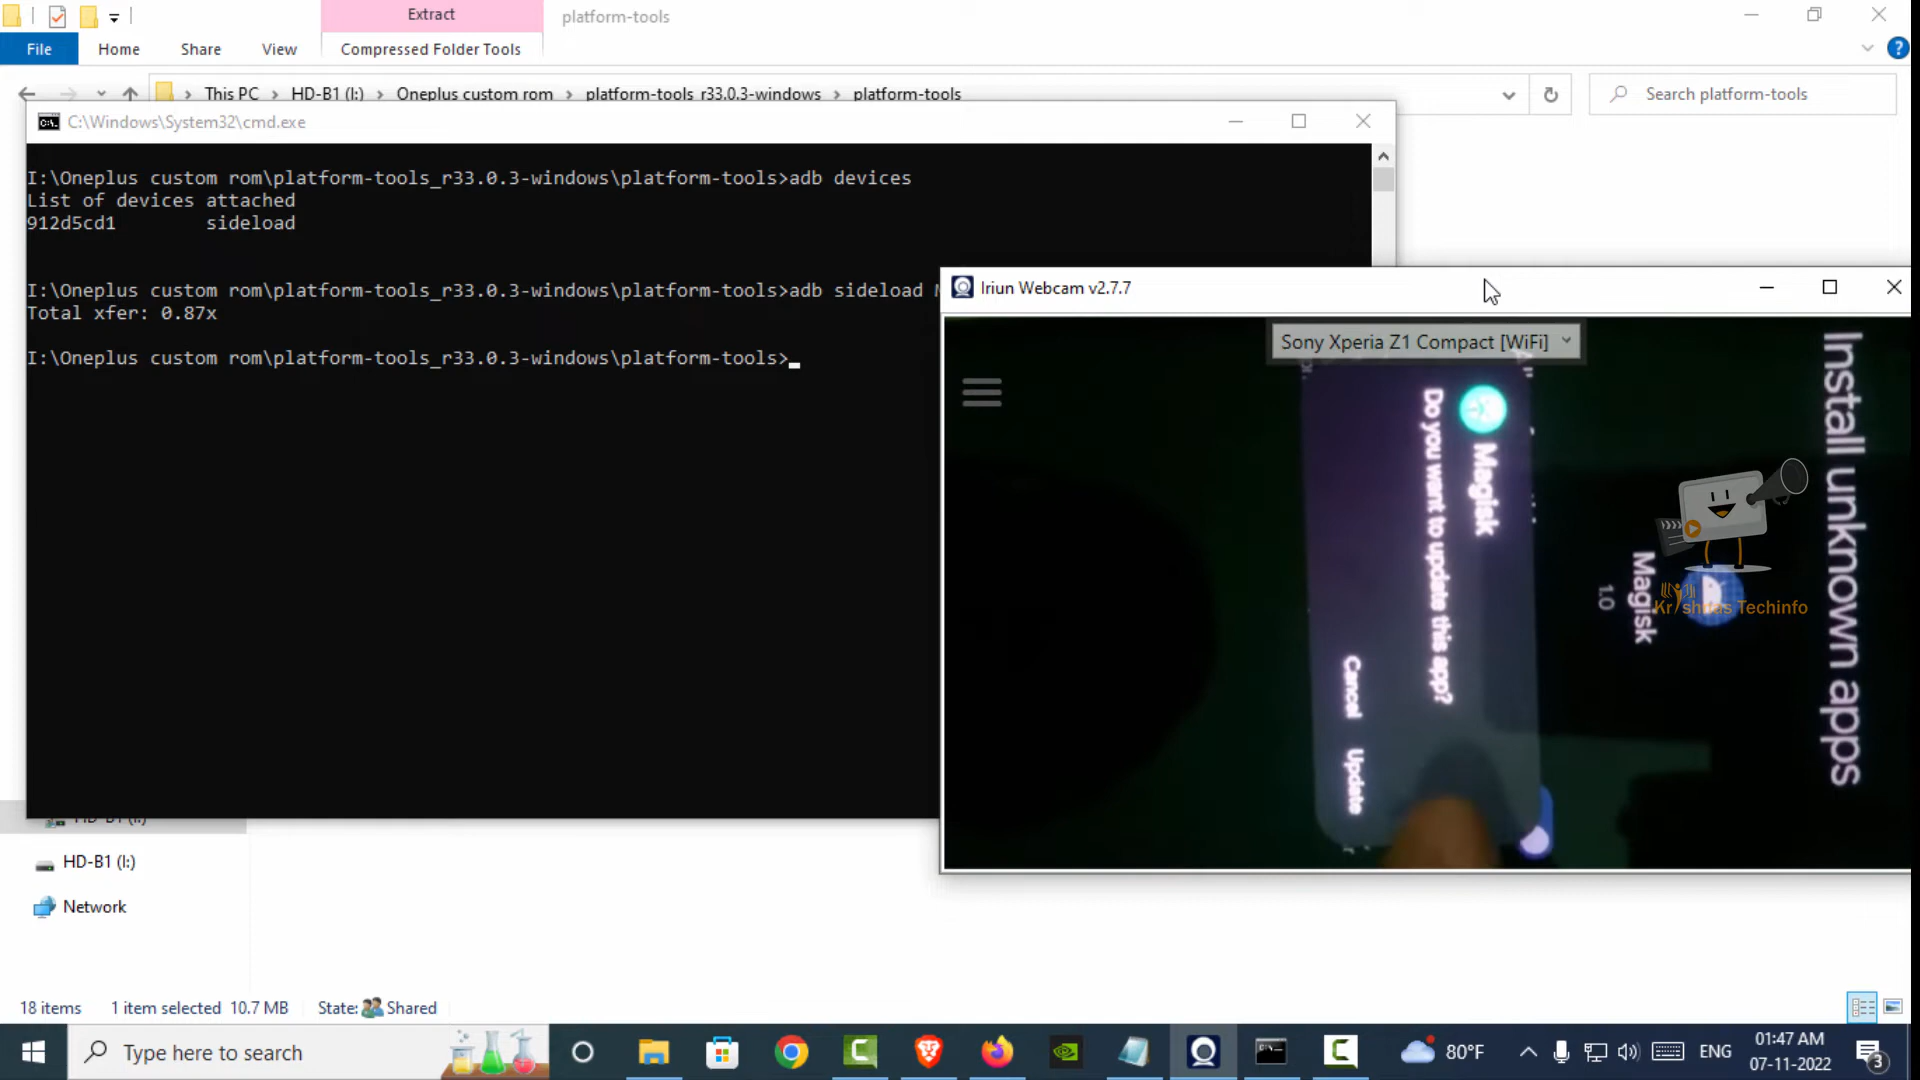 Extract
platform-tools
File
Home
Share
View
Compressed Folder Tools
This PC > HD-B1 (I:) > Oneplus custom rom > platform-tools_r33.0.3-windows > platform-tools
Search platform-tools
C:\Windows\System32\cmd.exe
I:\Oneplus custom rom\platform-tools_r33.0.3-windows\platform-tools>adb devices
List of devices attached
912d5cd1 sideload
I:\Oneplus custom rom\platform-tools_r33.0.3-windows\platform-tools>adb sideload
Total xfer: 0.87x
I:\Oneplus custom rom\platform-tools_r33.0.3-windows\platform-tools>
Iriun Webcam v2.7.7
Sony Xperia Z1 Compact [WiFi]
Install unknown apps
Magisk
1.0
Magisk
Do you want to update this app?
Cancel
Update
Krishnas Techinfo
HD-B1 (I:)
HD-B1 (I:)
Network
18 items
1 item selected 10.7 MB
State: Shared
Type here to search
80°F
ENG
01:47 AM
07-11-2022
3